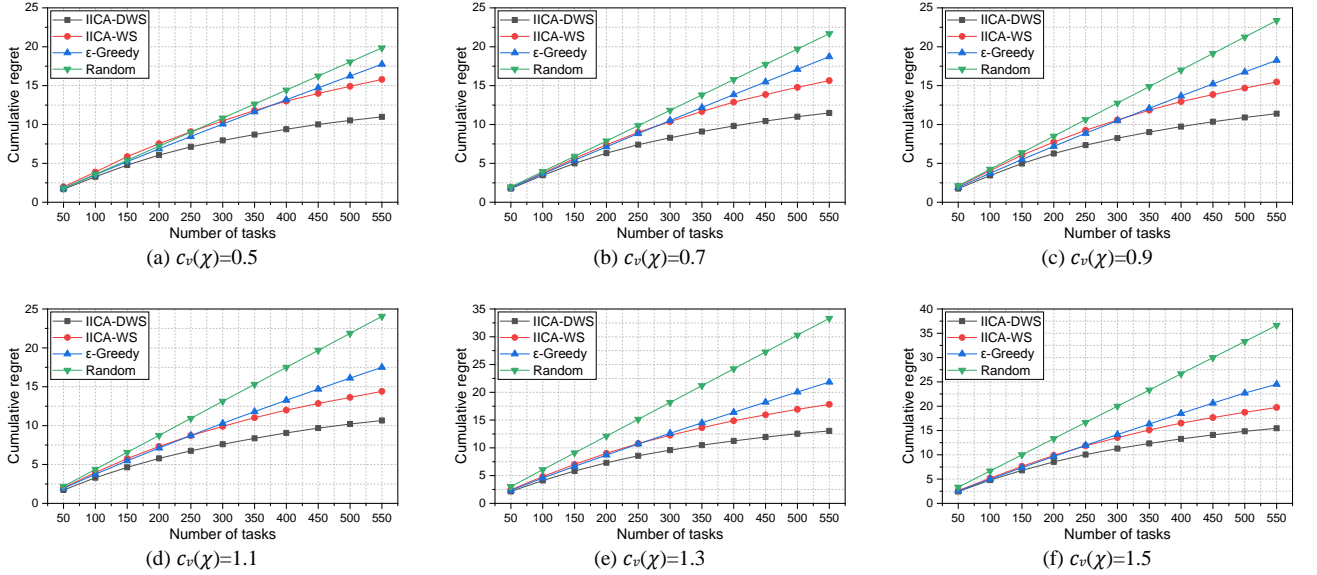 25
20
15
10
5
0
Cumulative regret
IICA-DWS
IICA-WS
ε-Greedy
Random
50 100 150 200 250 300 350 400 450 500 550
Number of tasks
(a) c_v(χ)=0.5
25
20
15
10
5
0
Cumulative regret
IICA-DWS
IICA-WS
ε-Greedy
Random
50 100 150 200 250 300 350 400 450 500 550
Number of tasks
(b) c_v(χ)=0.7
25
20
15
10
5
0
Cumulative regret
IICA-DWS
IICA-WS
ε-Greedy
Random
50 100 150 200 250 300 350 400 450 500 550
Number of tasks
(c) c_v(χ)=0.9
25
20
15
10
5
0
Cumulative regret
IICA-DWS
IICA-WS
ε-Greedy
Random
50 100 150 200 250 300 350 400 450 500 550
Number of tasks
(d) c_v(χ)=1.1
35
30
25
20
15
10
5
0
Cumulative regret
IICA-DWS
IICA-WS
ε-Greedy
Random
50 100 150 200 250 300 350 400 450 500 550
Number of tasks
(e) c_v(χ)=1.3
40
35
30
25
20
15
10
5
0
Cumulative regret
IICA-DWS
IICA-WS
ε-Greedy
Random
50 100 150 200 250 300 350 400 450 500 550
Number of tasks
(f) c_v(χ)=1.5